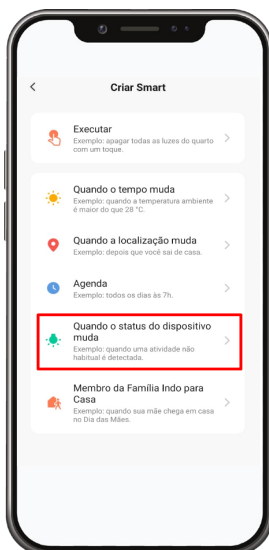 Criar Smart
Executar
Exemplo: apagar todas as luzes do quarto
com um toque.
Quando o tempo muda
Exemplo: quando a temperatura ambiente
é maior do que 28 °C.
Quando a localização muda
Exemplo: depois que você sai de casa.
Agenda
Exemplo: todos os dias às 7h.
Quando o status do dispositivo
muda
Exemplo: quando uma atividade não
habitual é detectada.
Membro da Família Indo para
Casa
Exemplo: quando sua mãe chega em casa
no Dia das Mães.